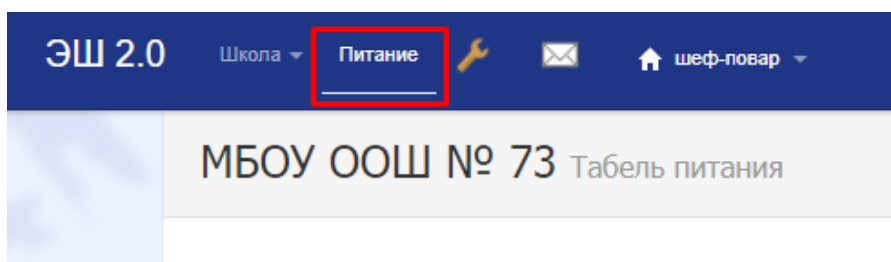 ЭШ 2.0 Школа Питание шеф-повар
МБОУ ООШ № 73 Табель питания